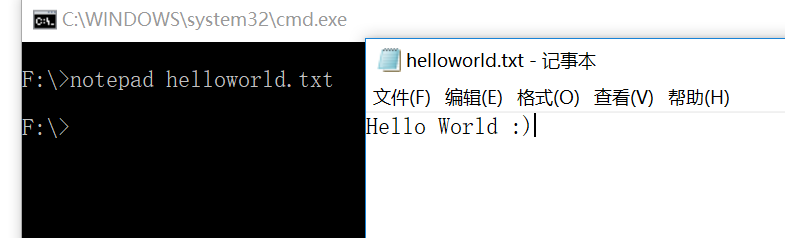 C:\WINDOWS\system32\cmd.exe
F:\>notepad helloworld.txt
F:\>
helloworld.txt - 记事本
文件(F) 编辑(E) 格式(O) 查看(V) 帮助(H)
Hello World :)